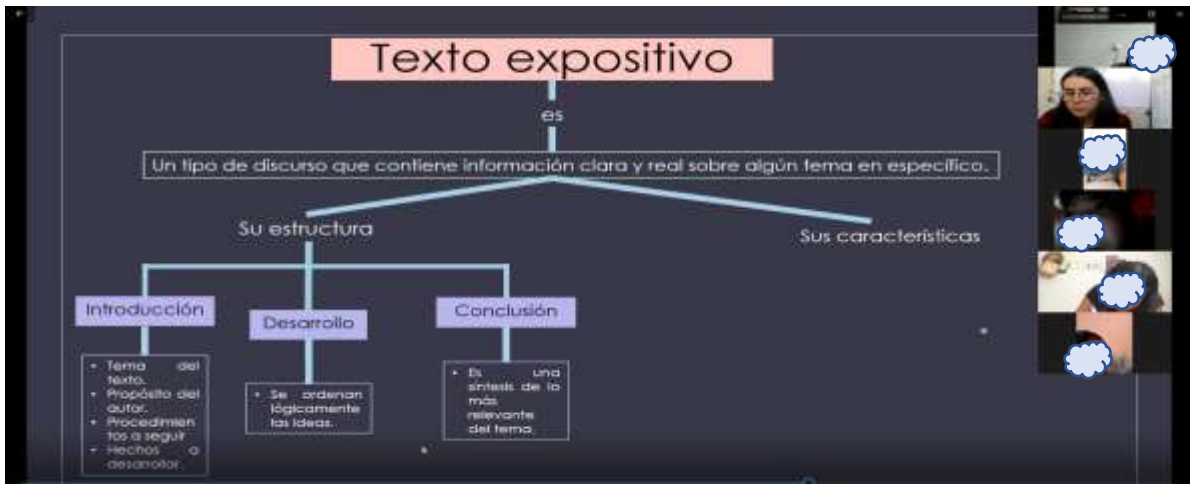 Texto expositivo
es
Un tipo de discurso que contiene información clara y real sobre algún tema en específico.
Su estructura
Sus características
Introducción
Desarrollo
Conclusión
• Tema del
texto.
• Propósito del
autor.
• Procedimien
tos a seguir
• Hechos a
desarrollar.
• Se ordenan
lógicamente
las ideas.
• Es una
síntesis de lo
más
relevante
del tema.